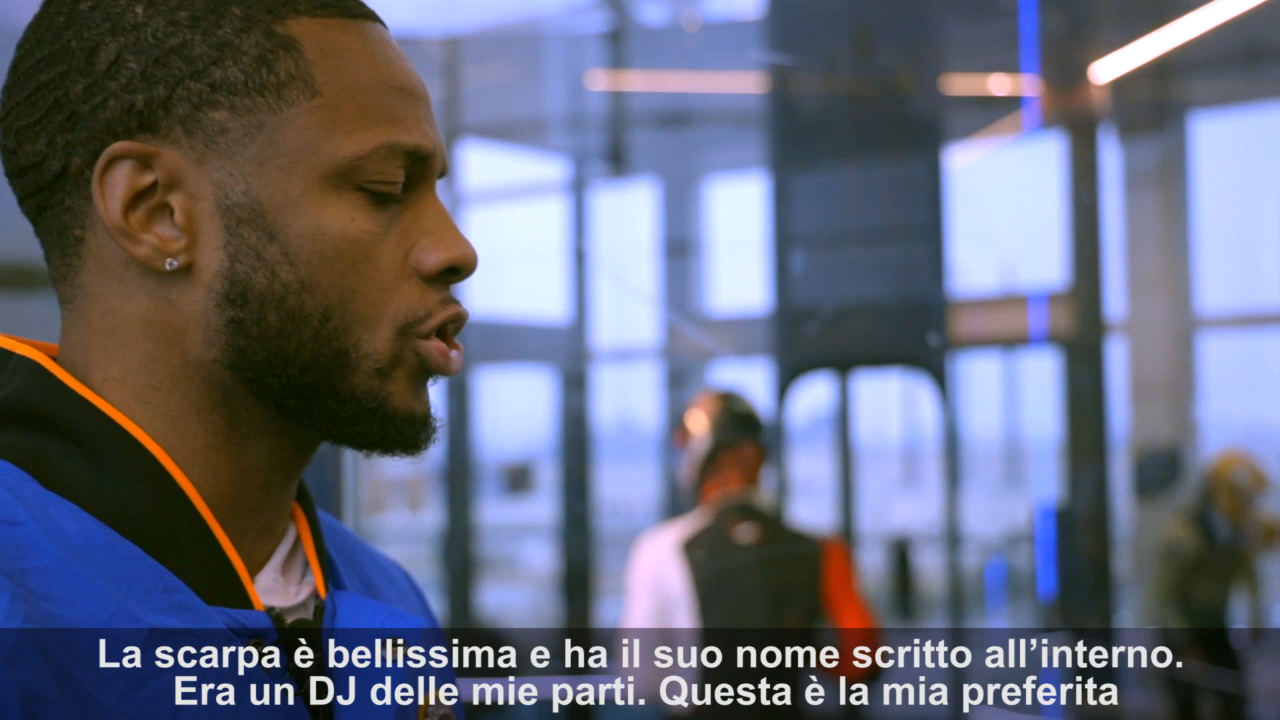 La scarpa è bellissima e ha il suo nome scritto all’interno.
Era un DJ delle mie parti. Questa è la mia preferita